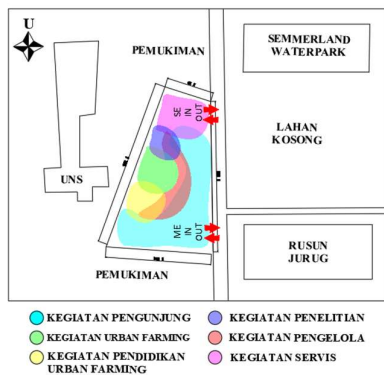 U
PEMUKIMAN
SEMMERLAND
WATERPARK
SE
IN
OUT
LAHAN
KOSONG
UNS
ME
IN
OUT
RUSUN
JURUG
PEMUKIMAN
KEGIATAN PENGUNJUNG
KEGIATAN PENELITIAN
KEGIATAN URBAN FARMING
KEGIATAN PENGELOLA
KEGIATAN PENDIDIKAN
URBAN FARMING
KEGIATAN SERVIS